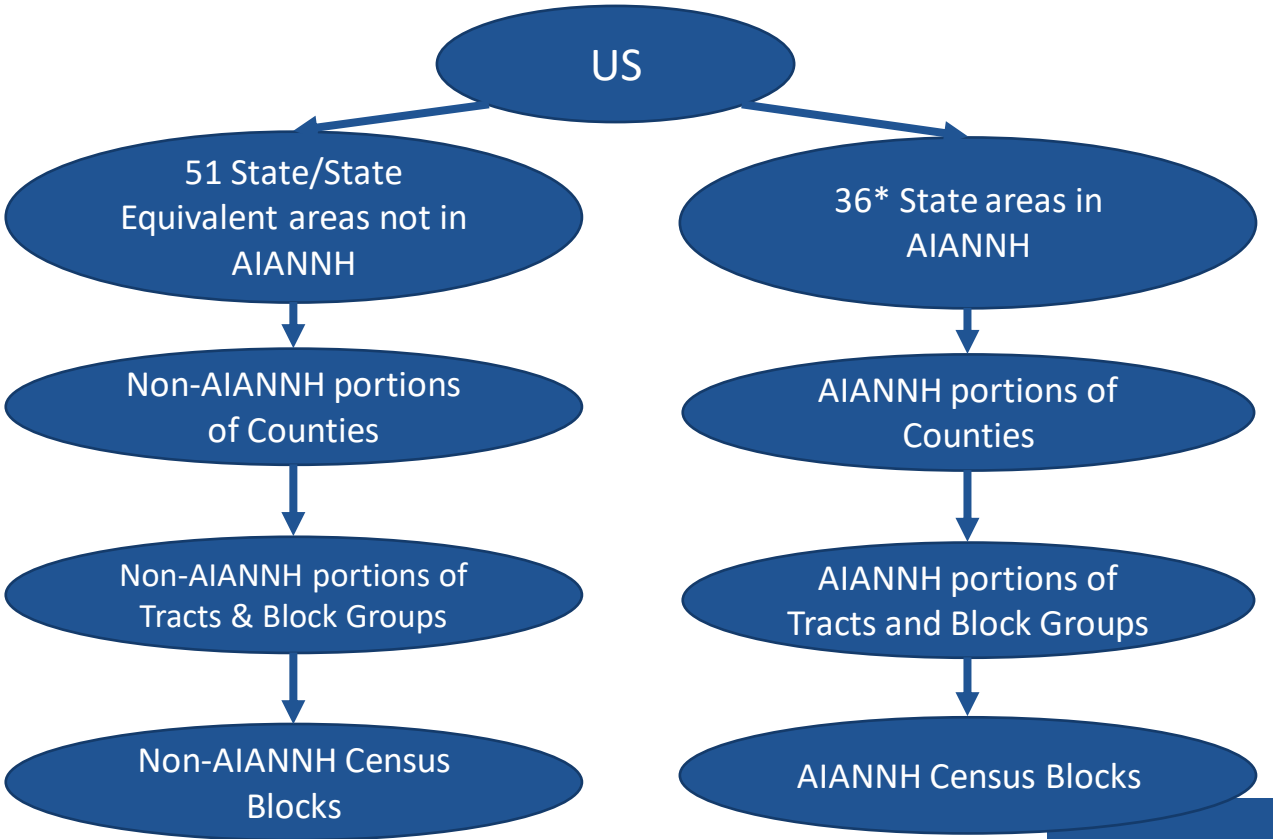 US
51 State/State
Equivalent areas not in
AIANNH
36* State areas in
AIANNH
Non-AIANNH portions
of Counties
AIANNH portions of
Counties
Non-AIANNH portions of
Tracts & Block Groups
AIANNH portions of
Tracts and Block Groups
Non-AIANNH Census
Blocks
AIANNH Census Blocks